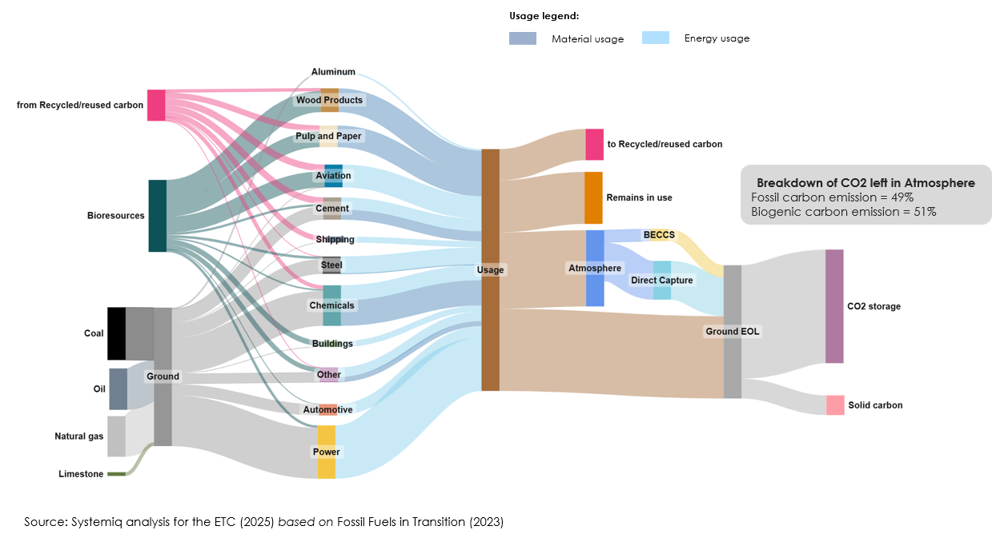 Usage legend:
Material usage
Energy usage
Aluminum
from Recycled/reused carbon
Wood Products
Pulp and Paper
to Recycled/reused carbon
Aviation
Breakdown of CO2 left in Atmosphere
Fossil carbon emission = 49%
Biogenic carbon emission = 51%
Remains in use
Cement
Bioresources
BECCS
Shipping
Steel
Usage
Atmosphere
Direct Capture
Chemicals
CO2 storage
Coal
Ground EOL
Buildings
Ground
Other
Oil
Solid carbon
Automotive
Natural gas
Power
Limestone
Source: Systemiq analysis for the ETC (2025) based on Fossil Fuels in Transition (2023)